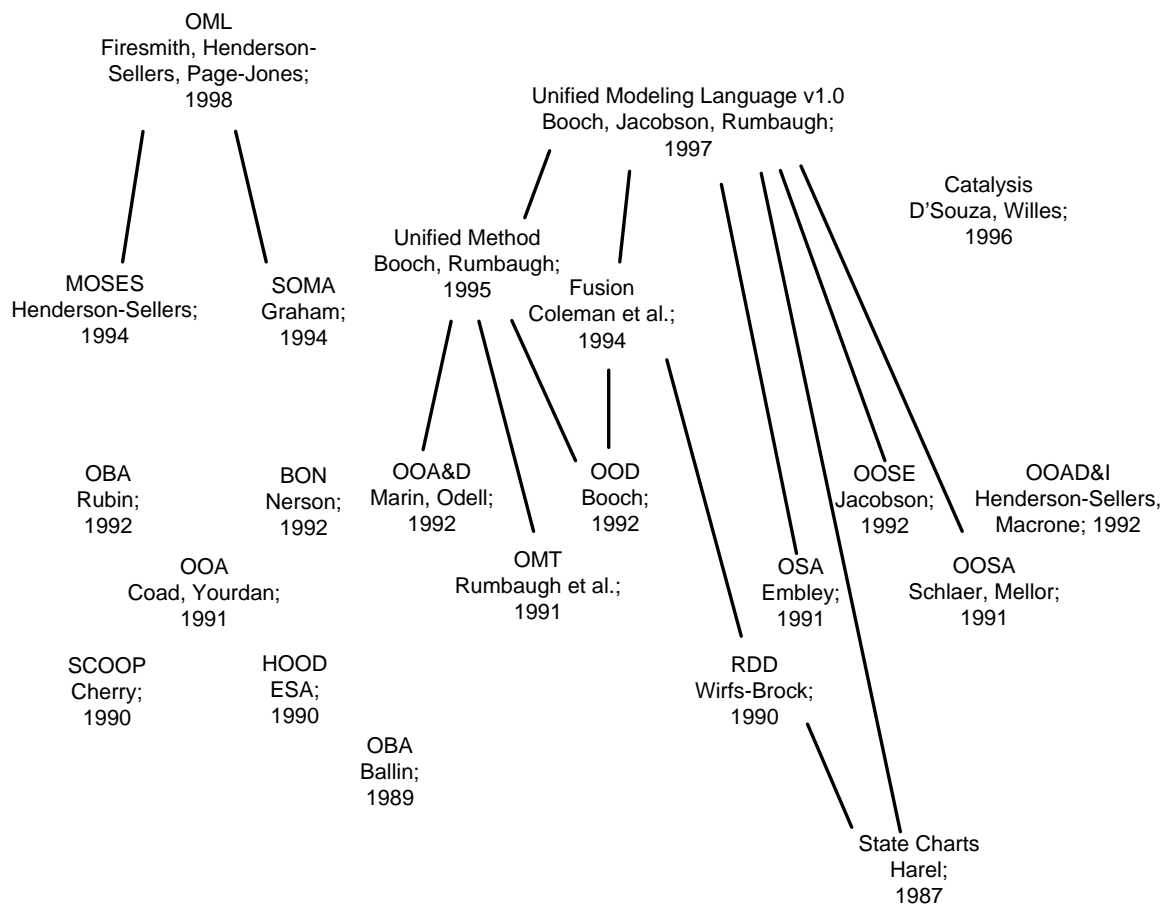 OML
Firesmith, Henderson-
Sellers, Page-Jones;
1998
Unified Modeling Language v1.0
Booch, Jacobson, Rumbaugh;
1997
Catalysis
D'Souza, Willes;
1996
Unified Method
Booch, Rumbaugh;
1995
MOSES
Henderson-Sellers;
1994
SOMA
Graham;
1994
Fusion
Coleman et al.;
1994
OBA
Rubin;
1992
BON
Nerson;
1992
OOA&D
Marin, Odell;
1992
OOD
Booch;
1992
OOSE
Jacobson;
1992
OOAD&I
Henderson-Sellers,
Macrone; 1992
OOA
Coad, Yourdan;
1991
OMT
Rumbaugh et al.;
1991
OSA
Embley;
1991
OOSA
Schlaer, Mellor;
1991
SCOOP
Cherry;
1990
HOOD
ESA;
1990
RDD
Wirfs-Brock;
1990
OBA
Ballin;
1989
State Charts
Harel;
1987